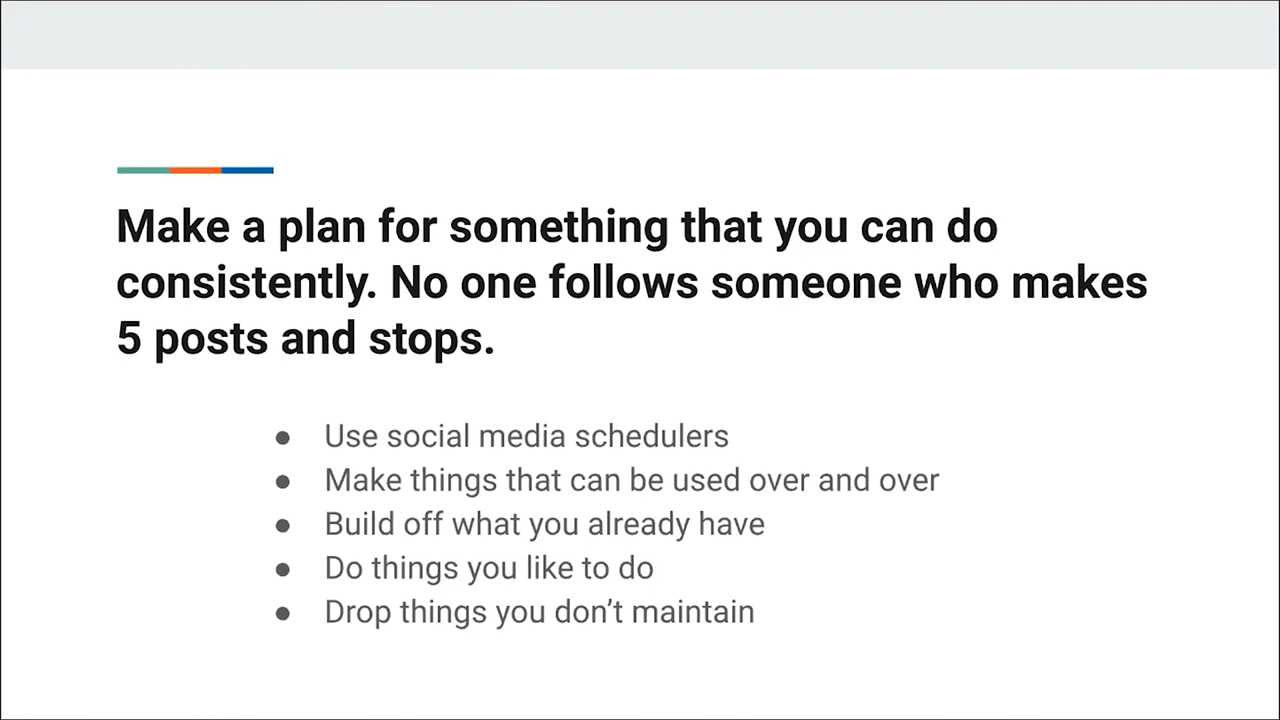 Make a plan for something that you can do
consistently. No one follows someone who makes
5 posts and stops.
● Use social media schedulers
● Make things that can be used over and over
● Build off what you already have
● Do things you like to do
● Drop things you don’t maintain